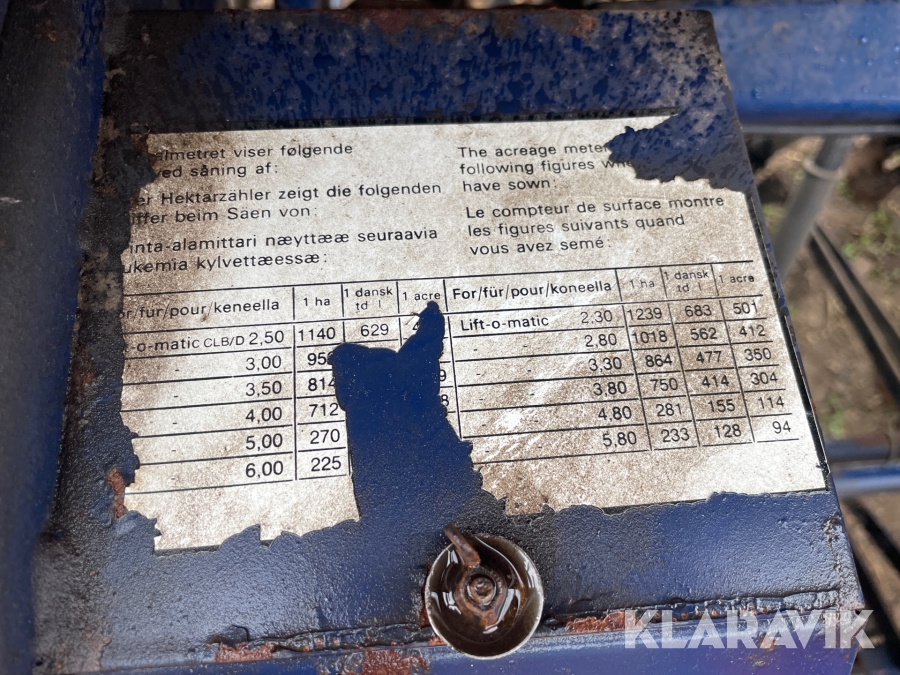 lmetret viser følgende
ved såning af:
er Hektarzähler zeigt die folgenden
iffer beim Säen von:
inta-alamittari næyttææ seuraavia
ukemia kylvettæessæ:
The acreage meter
following figures
have sown:
Le compteur de surface montre
les figures suivants quand
vous avez semé:
or/für/pour/keneella 1 ha 1 dansk td l 1 acre
-o-matic CLB/D 2,50 1140 629
- 3,00
- - 3,50 814
- - 4,00 712
- - 5,00 270
- - 6,00 225
For/für/pour/koneella 1 ha 1 dansk td l 1 acre
Lift-o-matic 2.30 1239 683 501
- - 2,80 1018 562 412
- - 3,30 864 477 350
- - 3,80 750 414 304
- - 4,80 281 155 114
- - 5,80 233 128 94
KLARAVIK